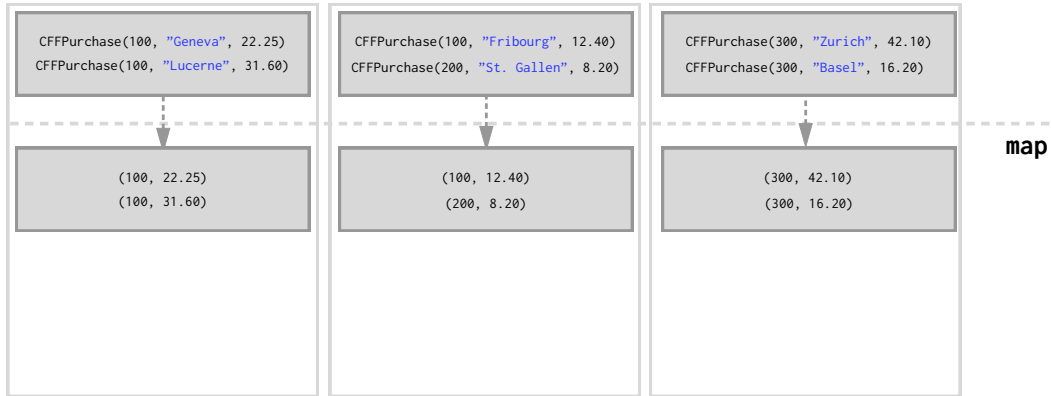 CFFPurchase(100, ”Geneva”, 22.25)
CFFPurchase(100, ”Lucerne”, 31.60)
CFFPurchase(100, ”Fribourg”, 12.40)
CFFPurchase(200, ”St. Gallen”, 8.20)
CFFPurchase(300, ”Zurich”, 42.10)
CFFPurchase(300, ”Basel”, 16.20)
map
(100, 22.25)
(100, 31.60)
(100, 12.40)
(200, 8.20)
(300, 42.10)
(300, 16.20)